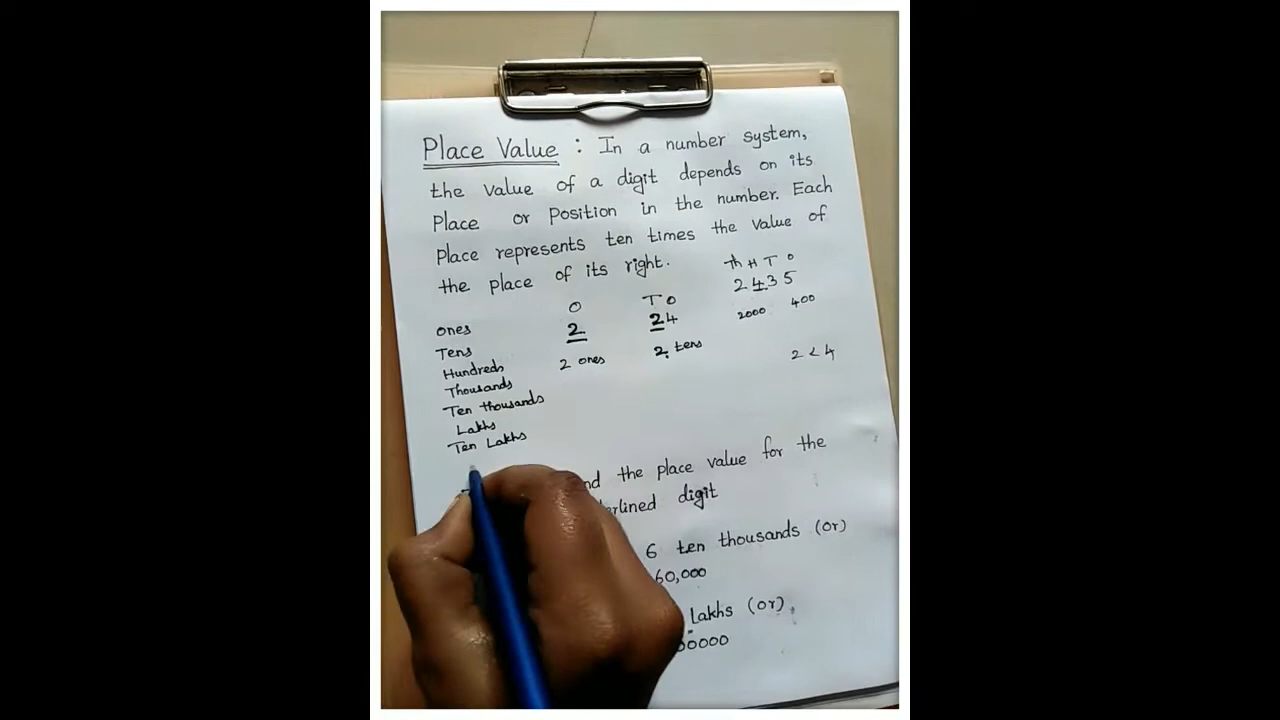 Place Value : In a number system,
the value of a digit depends on its
Place or Position in the number. Each
Place represents ten times the value of
the place of its right.
Th H T O
2 4 3 5
2000 400
O T O
Ones 2 24
Tens
2 ones 2 tens
Hundreds
2 < 4
Thousands
Ten thousands
Lakhs
Ten Lakhs
the place value for the
digit
6 ten thousands (or)
60,000
Lakhs (or)